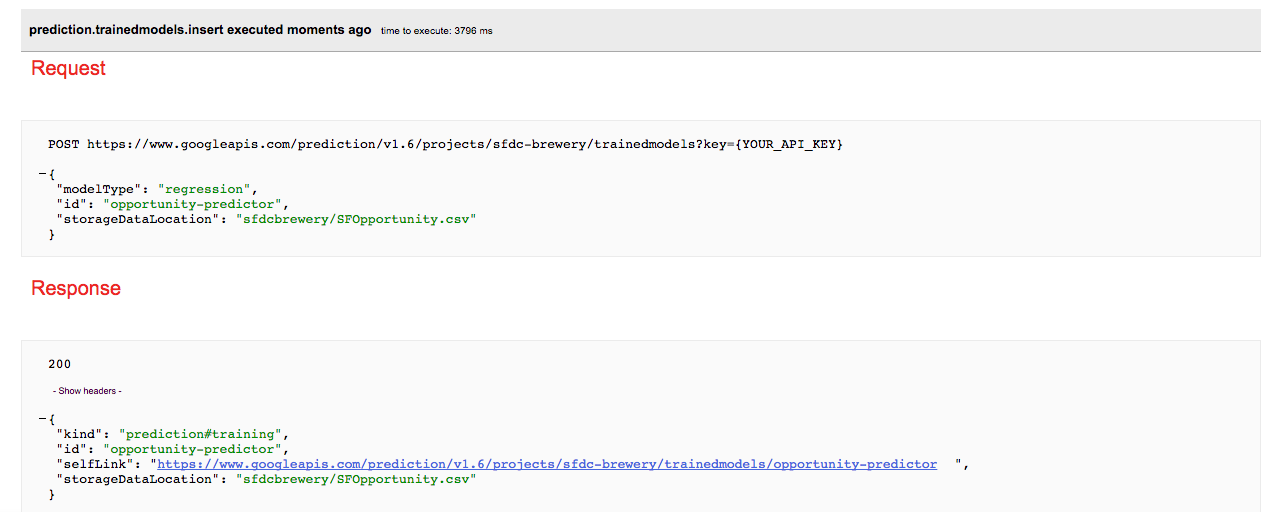 prediction.trainedmodels.insert executed moments ago time to execute: 3796 ms
Request
POST https://www.googleapis.com/prediction/v1.6/projects/sfdc-brewery/trainedmodels?key={YOUR_API_KEY}
−{
"modelType": "regression",
"id": "opportunity-predictor",
"storageDataLocation": "sfdcbrewery/SFOpportunity.csv"
}
Response
200
- Show headers -
−{
"kind": "prediction#training",
"id": "opportunity-predictor",
"selfLink": "https://www.googleapis.com/prediction/v1.6/projects/sfdc-brewery/trainedmodels/opportunity-predictor ",
"storageDataLocation": "sfdcbrewery/SFOpportunity.csv"
}